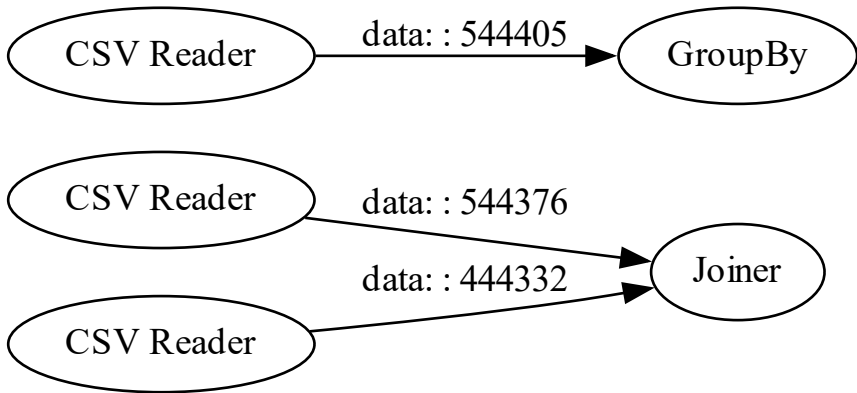 CSV Reader
data: : 544405
GroupBy
CSV Reader
data: : 544376
Joiner
data: : 444332
CSV Reader